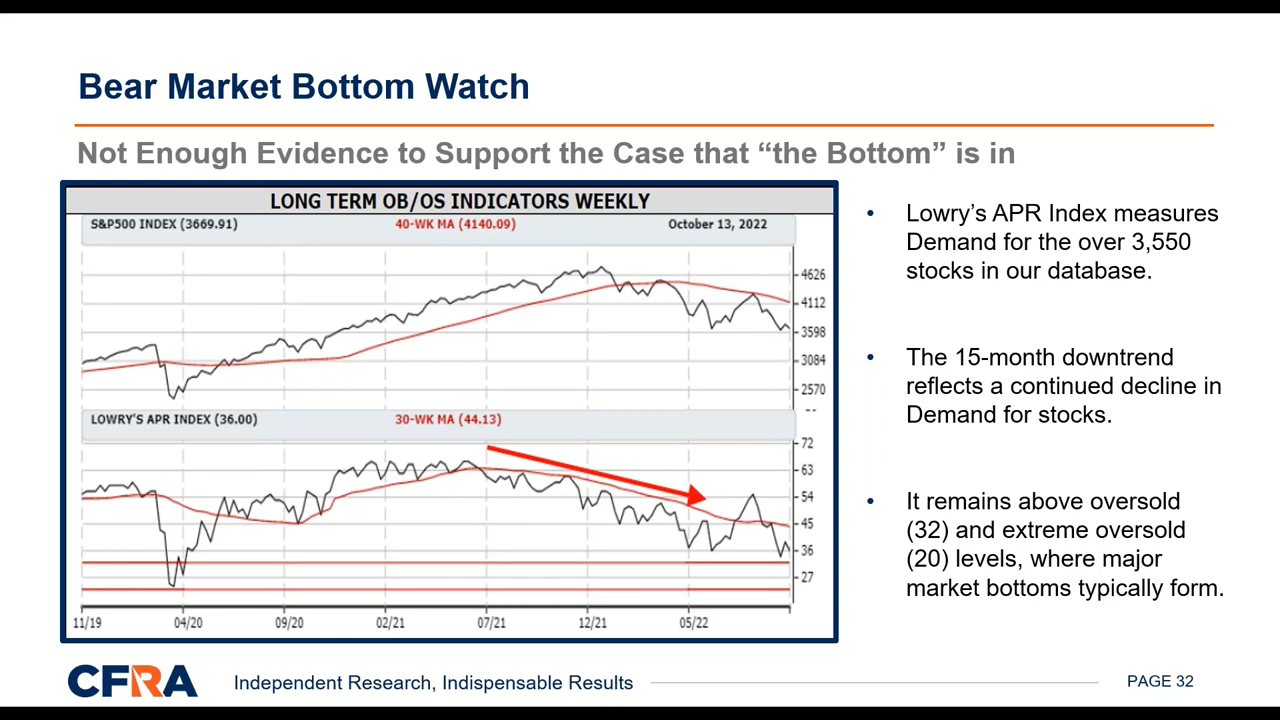 Bear Market Bottom Watch
Not Enough Evidence to Support the Case that “the Bottom” is in
LONG TERM OB/OS INDICATORS WEEKLY
S&P500 INDEX (3669.91) 40-WK MA (4140.09) October 13, 2022
4626
4112
3598
3084
2570
LOWRY'S APR INDEX (36.00) 30-WK MA (44.13)
72
63
54
45
36
27
11/19 04/20 09/20 02/21 07/21 12/21 05/22
• Lowry’s APR Index measures
Demand for the over 3,550
stocks in our database.
• The 15-month downtrend
reflects a continued decline in
Demand for stocks.
• It remains above oversold
(32) and extreme oversold
(20) levels, where major
market bottoms typically form.
CFRA Independent Research, Indispensable Results PAGE 32